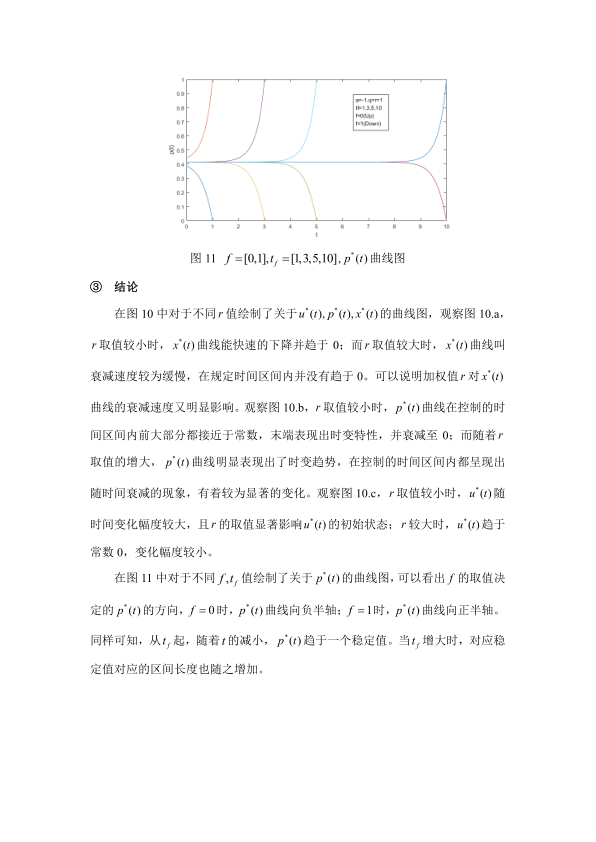 1
0.9
0.8
0.7
0.6
0.5
0.4
0.3
0.2
0.1
0
p(t)
a=-1,q=r=1
tf=1,3,5,10
f=0(Up)
f=1(Down)
0 1 2 3 4 5 6 7 8 9 10
t
图 11 f =[0,1],t_f =[1,3,5,10], p*(t) 曲线图
③ 结论
在图 10 中对于不同 r 值绘制了关于 u*(t), p*(t), x*(t) 的曲线图，观察图 10.a，
r 取值较小时， x*(t) 曲线能快速的下降并趋于 0；而 r 取值较大时， x*(t) 曲线叫
衰减速度较为缓慢，在规定时间区间内并没有趋于 0。可以说明加权值 r 对 x*(t)
曲线的衰减速度又明显影响。观察图 10.b，r 取值较小时， p*(t) 曲线在控制的时
间区间内前大部分都接近于常数，末端表现出时变特性，并衰减至 0；而随着 r
取值的增大， p*(t) 曲线明显表现出了时变趋势，在控制的时间区间内都呈现出
随时间衰减的现象，有着较为显著的变化。观察图 10.c，r 取值较小时，u*(t) 随
时间变化幅度较大，且 r 的取值显著影响 u*(t) 的初始状态；r 较大时，u*(t) 趋于
常数 0，变化幅度较小。
在图 11 中对于不同 f ,t_f 值绘制了关于 p*(t) 的曲线图，可以看出 f 的取值决
定的 p*(t) 的方向，f = 0 时，p*(t) 曲线向负半轴；f = 1 时，p*(t) 曲线向正半轴。
同样可知，从 t_f 起，随着 t 的减小， p*(t) 趋于一个稳定值。当 t_f 增大时，对应稳
定值对应的区间长度也随之增加。